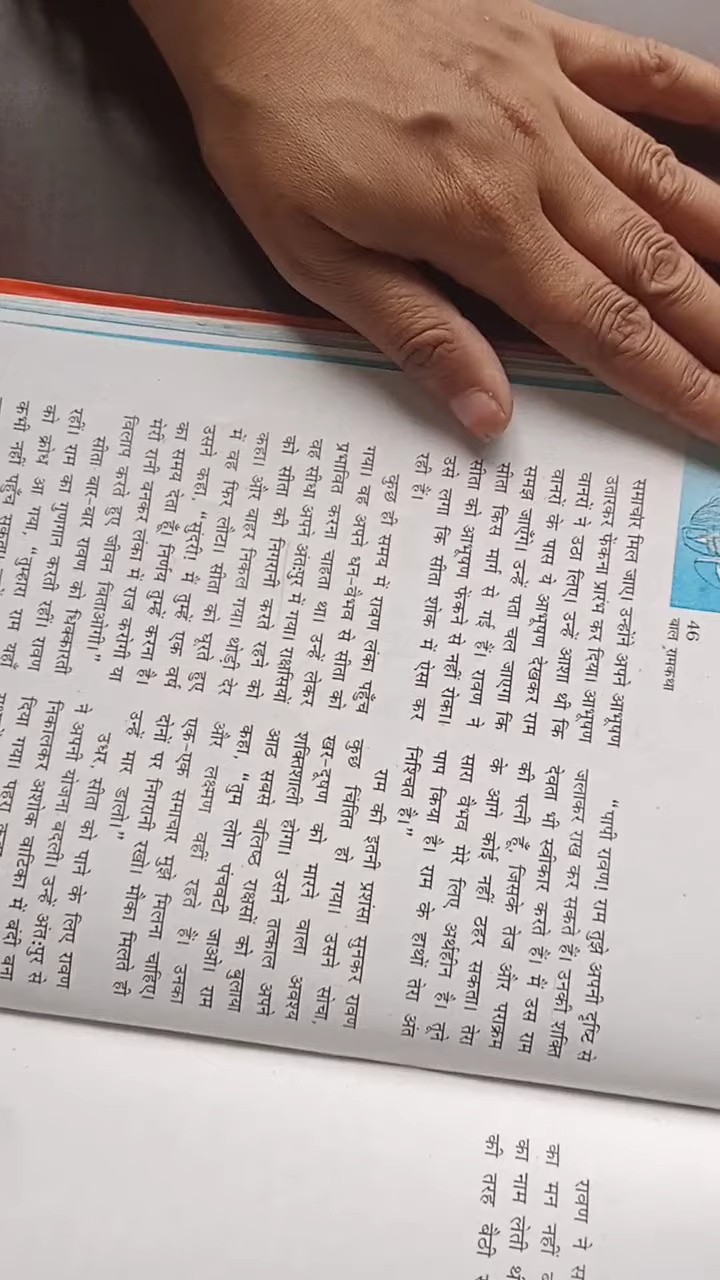 46
बाल रामकथा
समाचार मिल जाए। उन्होंने अपने आभूषण
उतारकर फेंकना प्रारंभ कर दिया। आभूषण
वानरों ने उठा लिए। उन्हें आशा थी कि
वानरों के पास ये आभूषण देखकर राम
समझ जाएँगे। उन्हें पता चल जाएगा कि
सीता किस मार्ग से गई हैं। रावण ने
सीता को आभूषण फेंकने से नहीं रोका।
उसे लगा कि सीता शोक में ऐसा कर
रही हैं।
कुछ ही समय में रावण लंका पहुँच
गया। वह अपने धन-वैभव से सीता को
प्रभावित करना चाहता था। उन्हें लेकर
वह सीधा अपने अंतःपुर में गया। राक्षसियां
को सीता की निगरानी करते रहने को
कहा। और बाहर निकल गया। थोड़ी देर
में वह फिर लौटा। सीता को घूरते हुए
उसने कहा, “सुंदरी! मैं तुम्हें एक वर्ष
का समय देता हूँ। निर्णय तुम्हें करना है।
मेरी रानी बनकर लंका में राज करोगी या
विलाप करते हुए जीवन बिताओगी।”
सीता बार-बार रावण को धिक्कारती
रहीं। राम का गुणगान करती रहीं। रावण
को क्रोध आ गया, “तुम्हारा राम यहाँ
कभी नहीं पहुँच सकता।
“पापी रावण! राम तुझे अपनी दृष्टि से
जलाकर राख कर सकते हैं। उनकी शक्ति
देवता भी स्वीकार करते हैं। मैं उस राम
की पत्नी हूँ, जिसके तेज और पराक्रम
के आगे कोई नहीं ठहर सकता। तेरा
सारा वैभव मेरे लिए अर्थहीन है। तूने
पाप किया है। राम के हाथों तेरा अंत
निश्चित है।”
राम की इतनी प्रशंसा सुनकर रावण
कुछ चिंतित हो गया। उसने सोचा,
खर-दूषण को मारने वाला अवश्य
शक्तिशाली होगा। उसने तत्काल अपने
आठ सबसे बलिष्ठ राक्षसों को बुलाया
कहा, “तुम लोग पंचवटी जाओ। राम
और लक्ष्मण वहीं रहते हैं। उनका
एक-एक समाचार मुझे मिलना चाहिए।
दोनों पर निगरानी रखो। मौका मिलते ही
उन्हें मार डालो।”
उधर, सीता को पाने के लिए रावण
ने अपनी योजना बदली। उन्हें अंतःपुर से
निकालकर अशोक वाटिका में बंदी बना
दिया गया। पहरा
रावण ने
का मन नहीं
का नाम लेती
की तरह बैठी